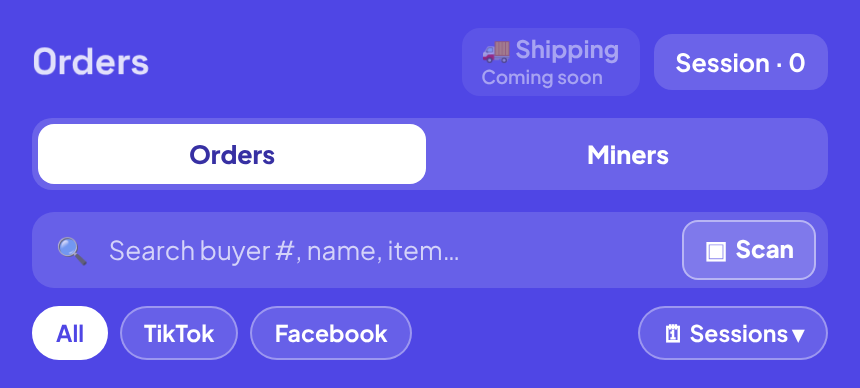 Orders
🚚 Shipping
Coming soon
Session · 0
Orders
Miners
🔍 Search buyer #, name, item...
▣ Scan
All
TikTok
Facebook
🗓 Sessions ▾